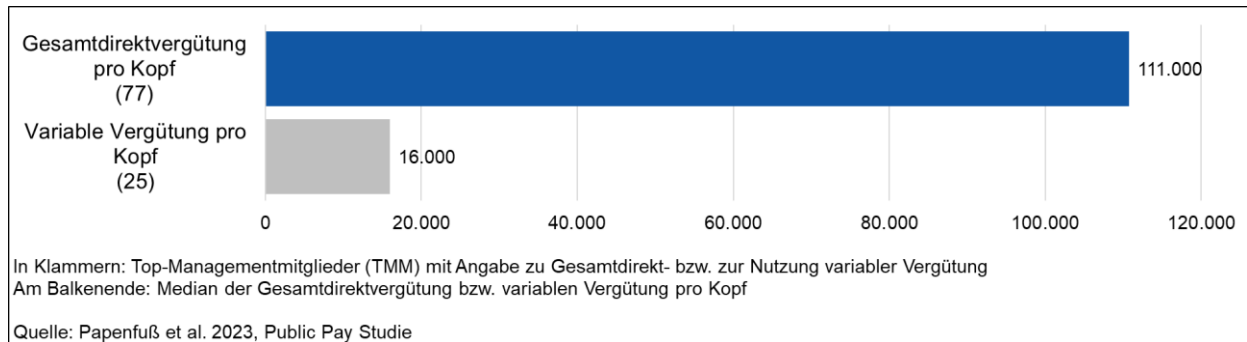 Gesamtdirektvergütung
pro Kopf
(77)
111.000
Variable Vergütung pro
Kopf
(25)
16.000
0 20.000 40.000 60.000 80.000 100.000 120.000
In Klammern: Top-Managementmitglieder (TMM) mit Angabe zu Gesamtdirekt- bzw. zur Nutzung variabler Vergütung
Am Balkenende: Median der Gesamtdirektvergütung bzw. variablen Vergütung pro Kopf
Quelle: Papenfuß et al. 2023, Public Pay Studie